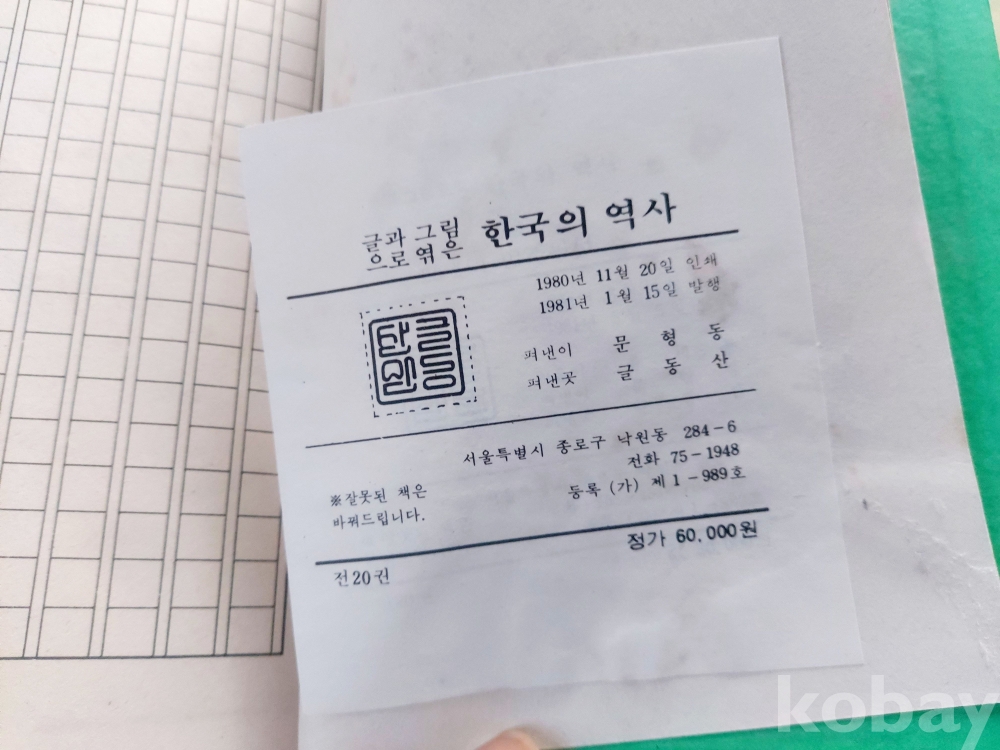 글과 그림
으로엮은 한국의 역사
1980년 11월 20일 인쇄
1981년 1월 15일 발행
펴낸이 문형동
펴낸곳 글동산
서울특별시 종로구 낙원동 284-6
전화 75-1948
등록 (가) 제1-989호
※잘못된 책은
바꿔드립니다.
정가 60,000원
전20권
kobay